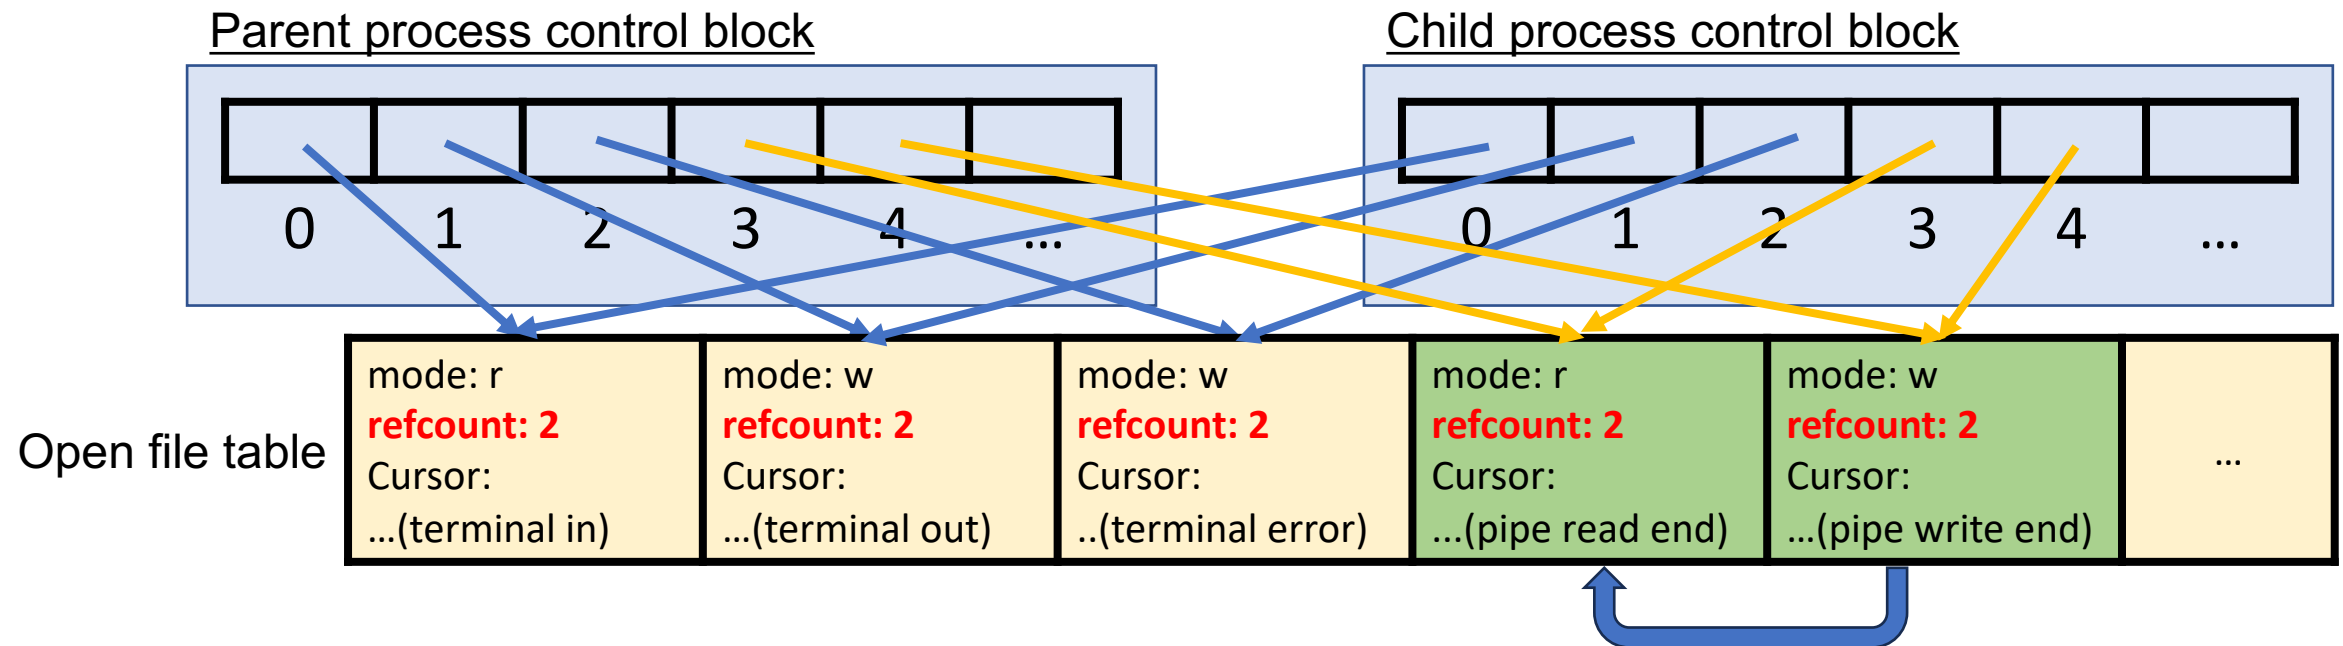 Parent process control block
Child process control block
0 1 2 3 4 ...
0 1 2 3 4 ...
Open file table
mode: r
refcount: 2
Cursor:
...(terminal in)
mode: w
refcount: 2
Cursor:
...(terminal out)
mode: w
refcount: 2
Cursor:
..(terminal error)
mode: r
refcount: 2
Cursor:
...(pipe read end)
mode: w
refcount: 2
Cursor:
...(pipe write end)
...